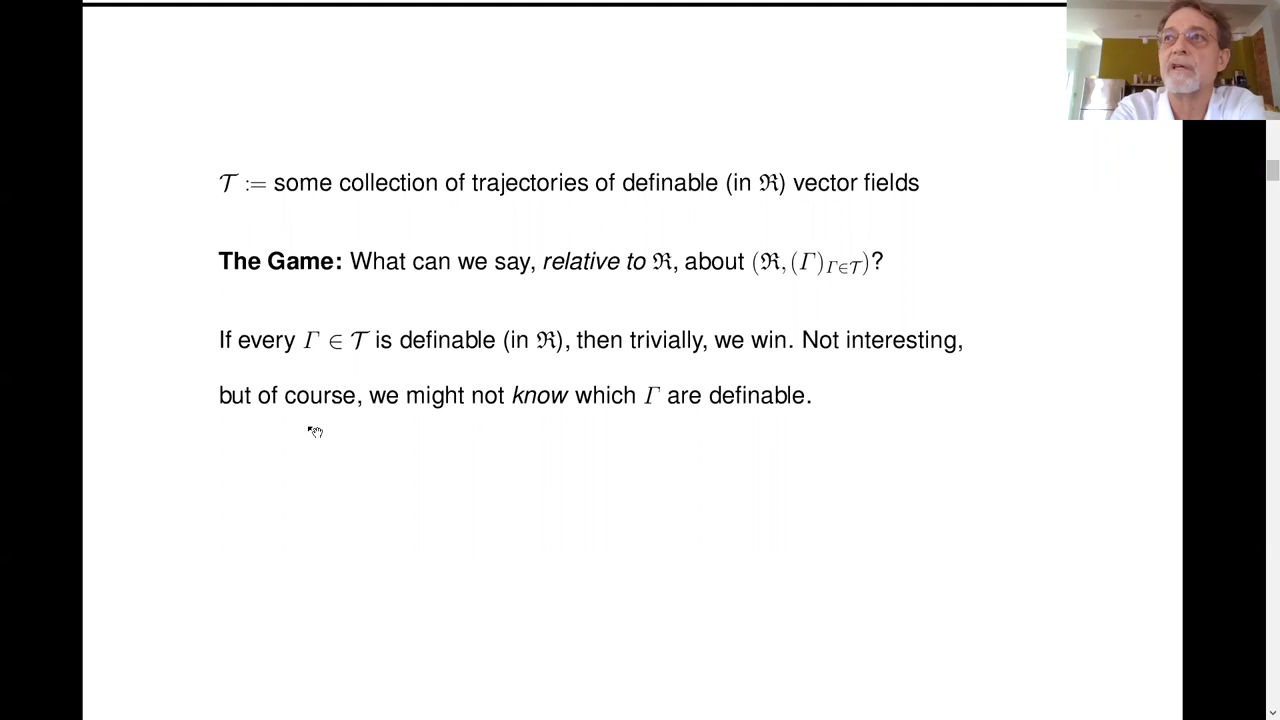 𝒯 := some collection of trajectories of definable (in ℜ) vector fields
The Game: What can we say, relative to ℜ, about (ℜ, (Γ)_{Γ∈𝒯})?
If every Γ ∈ 𝒯 is definable (in ℜ), then trivially, we win. Not interesting,
but of course, we might not know which Γ are definable.